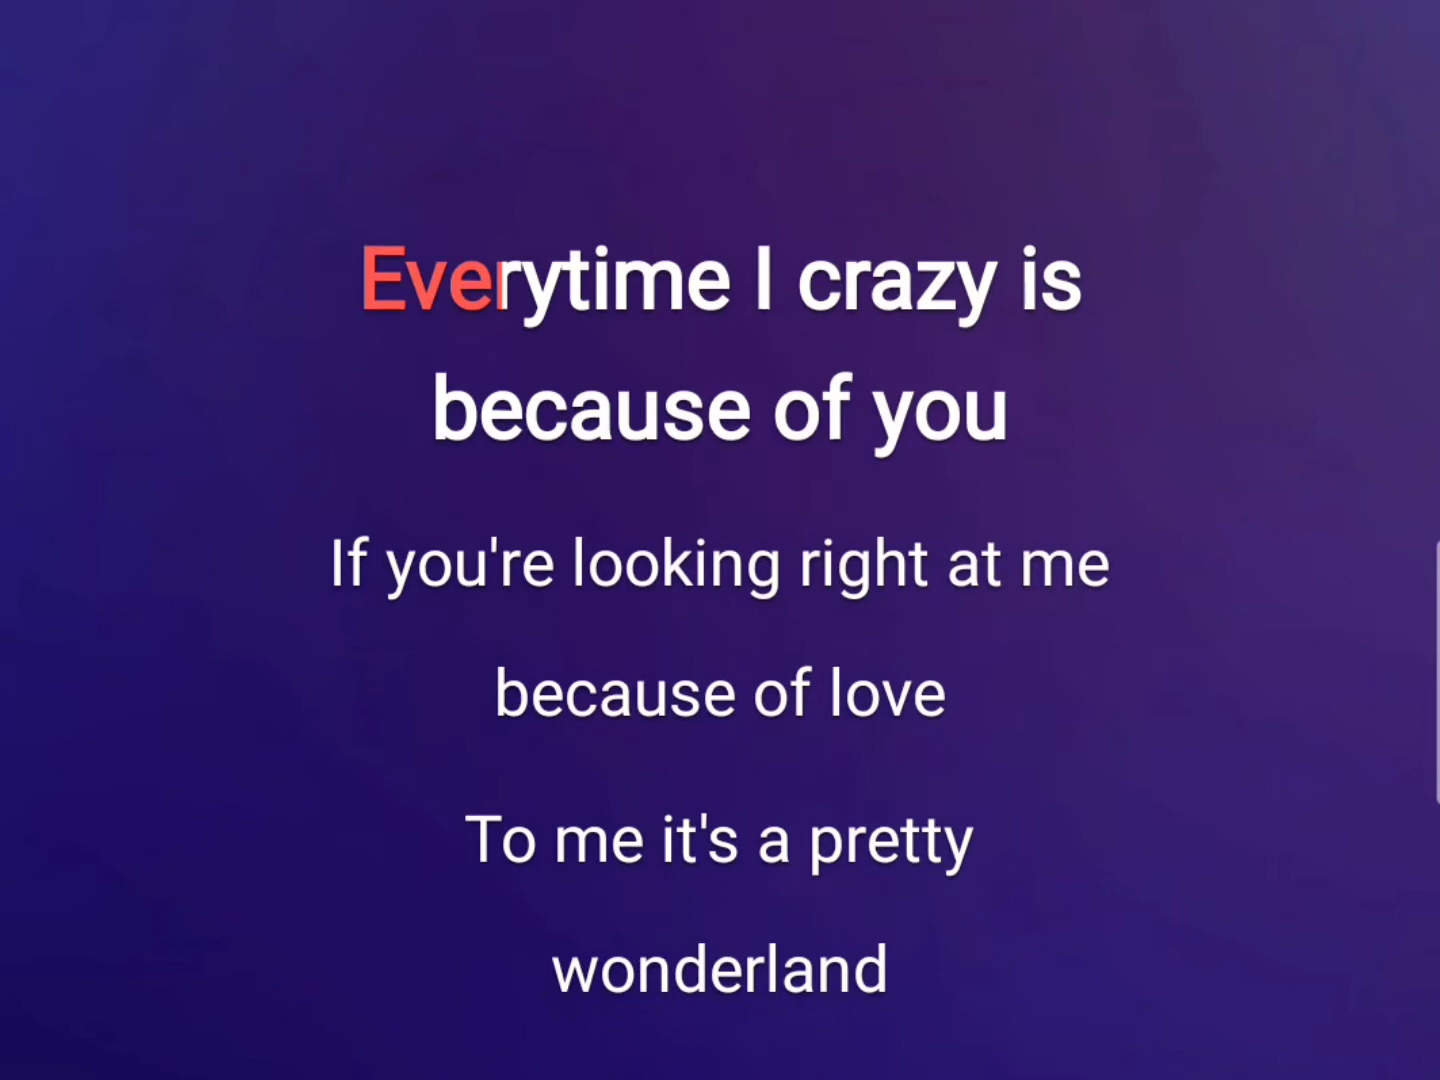 Everytime I crazy is
because of you
If you're looking right at me
because of love
To me it's a pretty
wonderland